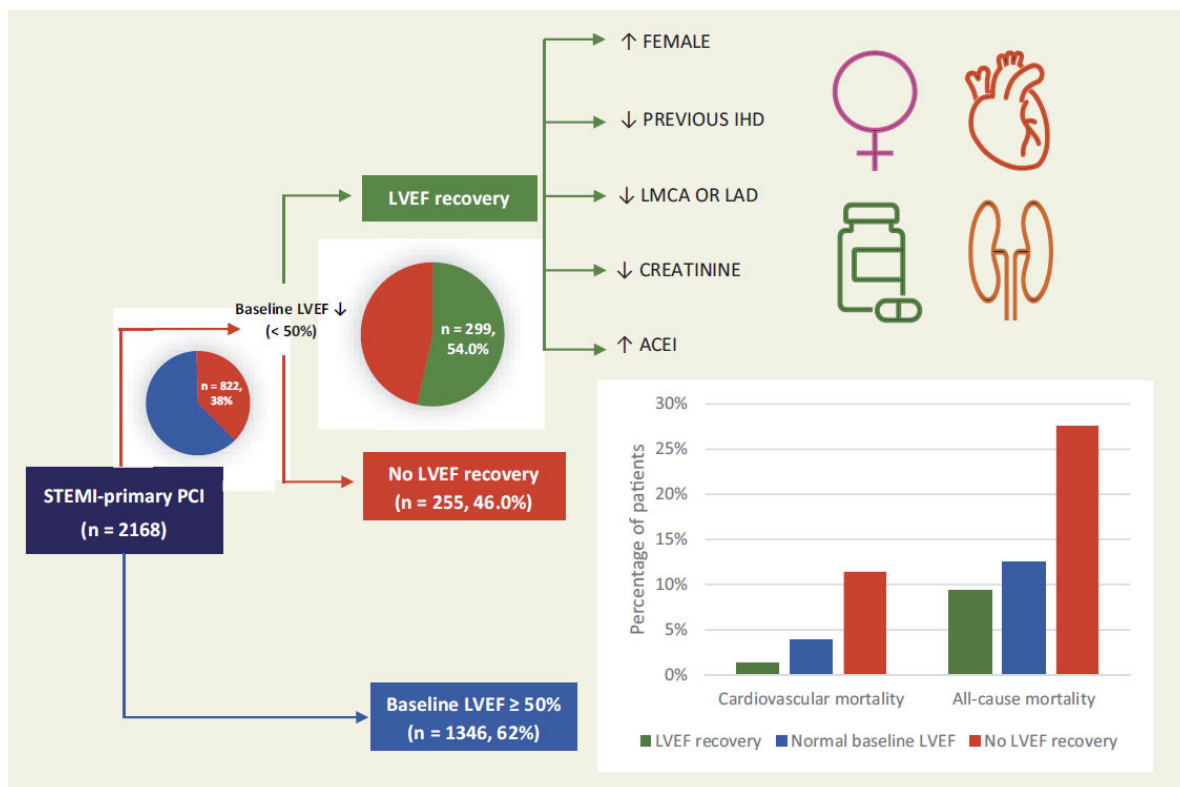 ↑ FEMALE
↓ PREVIOUS IHD
LVEF recovery
↓ LMCA OR LAD
↓ CREATININE
↑ ACEI
Baseline LVEF ↓
(< 50%)
n = 299,
54.0%
n = 822,
38%
STEMI-primary PCI
(n = 2168)
No LVEF recovery
(n = 255, 46.0%)
Baseline LVEF ≥ 50%
(n = 1346, 62%)
Percentage of patients
30%
25%
20%
15%
10%
5%
0%
Cardiovascular mortality
All-cause mortality
LVEF recovery
Normal baseline LVEF
No LVEF recovery